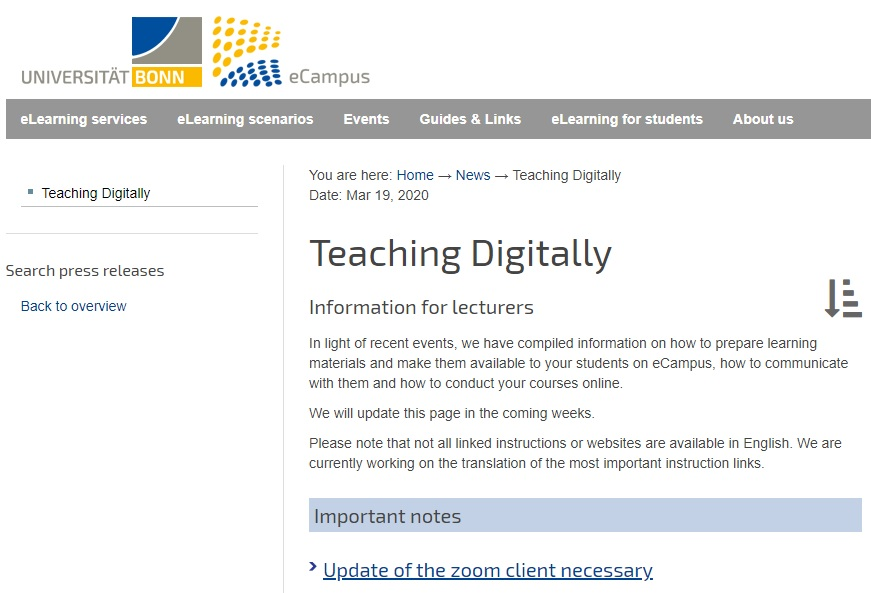 UNIVERSITÄT BONN eCampus
eLearning services eLearning scenarios Events Guides & Links eLearning for students About us
Teaching Digitally
Search press releases
Back to overview
You are here: Home → News → Teaching Digitally
Date: Mar 19, 2020
Teaching Digitally
Information for lecturers
In light of recent events, we have compiled information on how to prepare learning
materials and make them available to your students on eCampus, how to communicate
with them and how to conduct your courses online.
We will update this page in the coming weeks.
Please note that not all linked instructions or websites are available in English. We are
currently working on the translation of the most important instruction links.
Important notes
Update of the zoom client necessary